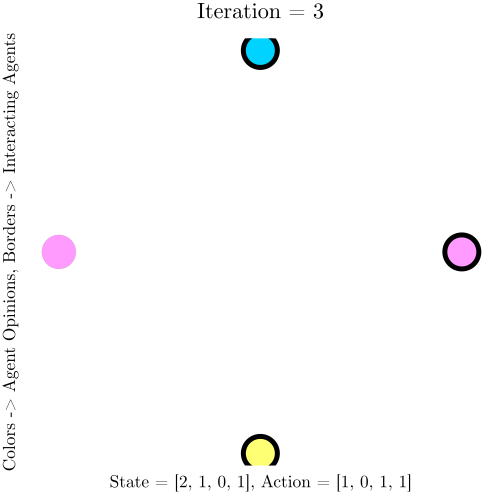 Iteration = 3
Colors -> Agent Opinions, Borders -> Interacting Agents
State = [2, 1, 0, 1], Action = [1, 0, 1, 1]